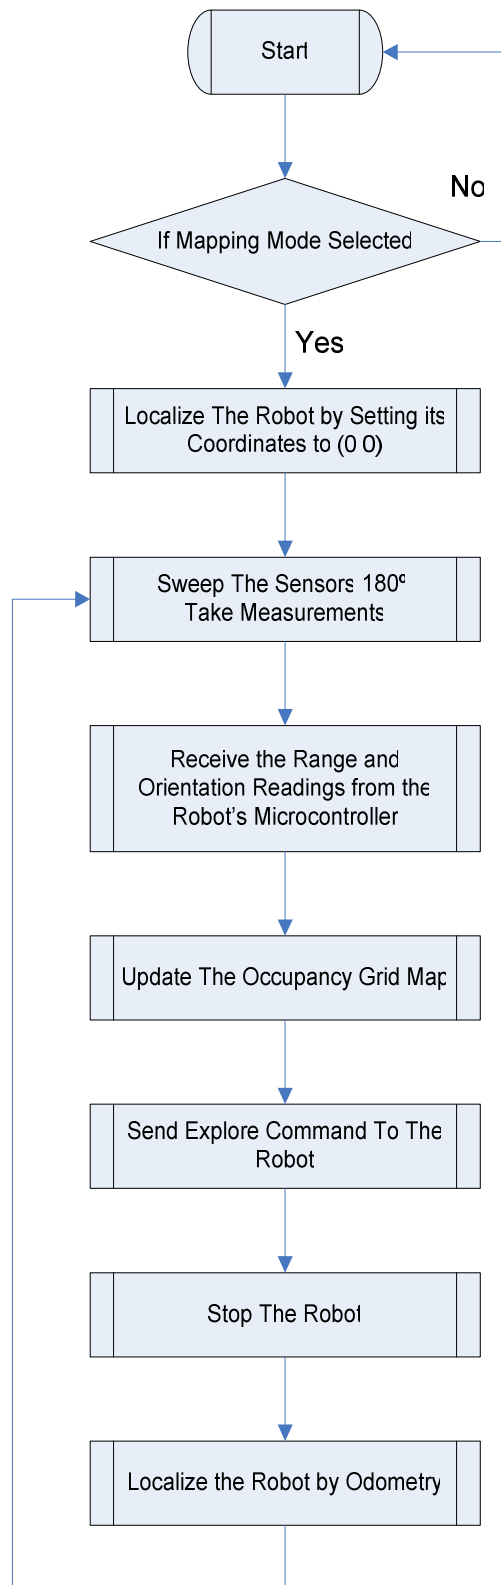 Start
If Mapping Mode Selected
No
Yes
Localize The Robot by Setting its
Coordinates to (0 0)
Sweep The Sensors 180º
Take Measurements
Receive the Range and
Orientation Readings from the
Robot's Microcontroller
Update The Occupancy Grid Map
Send Explore Command To The
Robot
Stop The Robot
Localize the Robot by Odometry